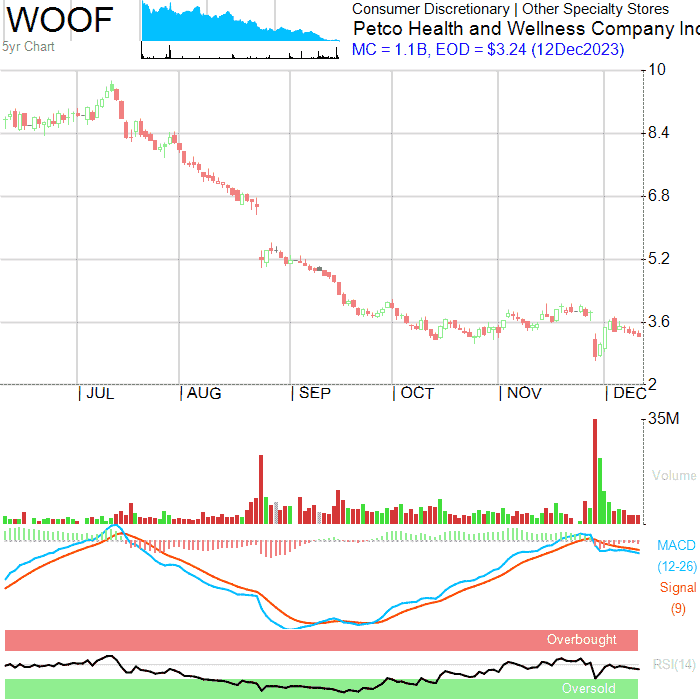 WOOF
5yr Chart
Consumer Discretionary | Other Specialty Stores
Petco Health and Wellness Company Inc
MC = 1.1B, EOD = $3.24 (12Dec2023)
10
8.4
6.8
5.2
3.6
2
| JUL | AUG | SEP | OCT | NOV | DEC
35M
Volume
MACD
(12-26)
Signal
(9)
Overbought
RSI(14)
Oversold